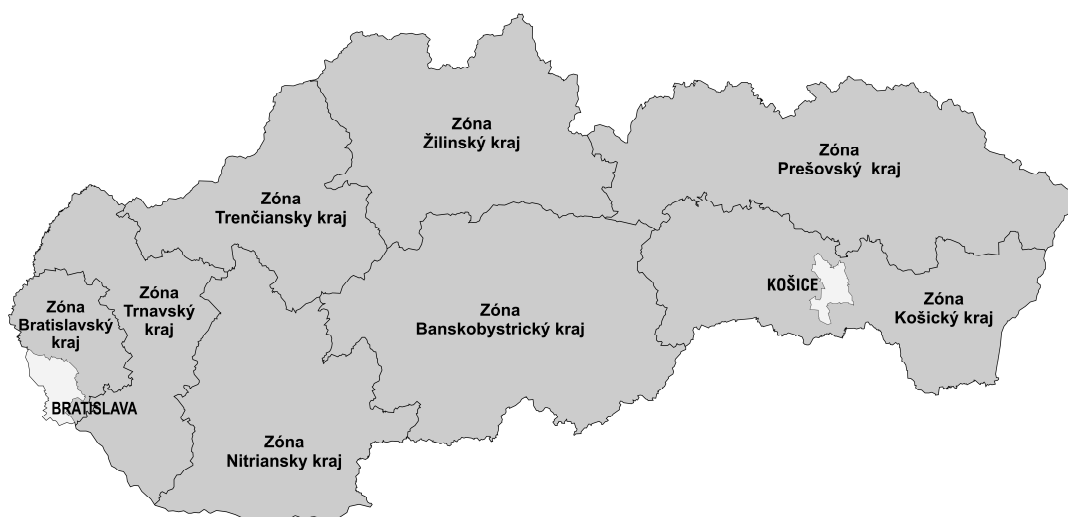 Zóna
Žilinský kraj
Zóna
Prešovský kraj
Zóna
Trenčiansky kraj
KOŠICE
Zóna
Bratislavský
kraj
Zóna
Trnavský
kraj
Zóna
Banskobystrický kraj
Zóna
Košický kraj
BRATISLAVA
Zóna
Nitriansky kraj